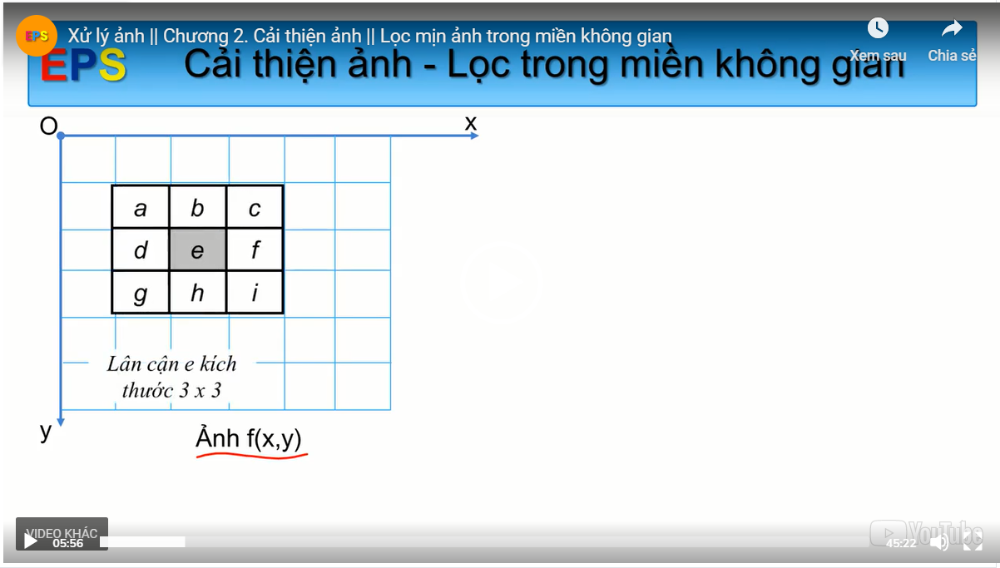 EPS
Xử lý ảnh || Chương 2. Cải thiện ảnh || Lọc mịn ảnh trong miền không gian
Xem sau
Chia sẻ
EPS
Cải thiện ảnh - Lọc trong miền không gian
O
x
a b c
d e f
g h i
Lân cận e kích
thước 3 x 3
y
Ảnh f(x,y)
VIDEO KHÁC
05:56
45:22
YouTube